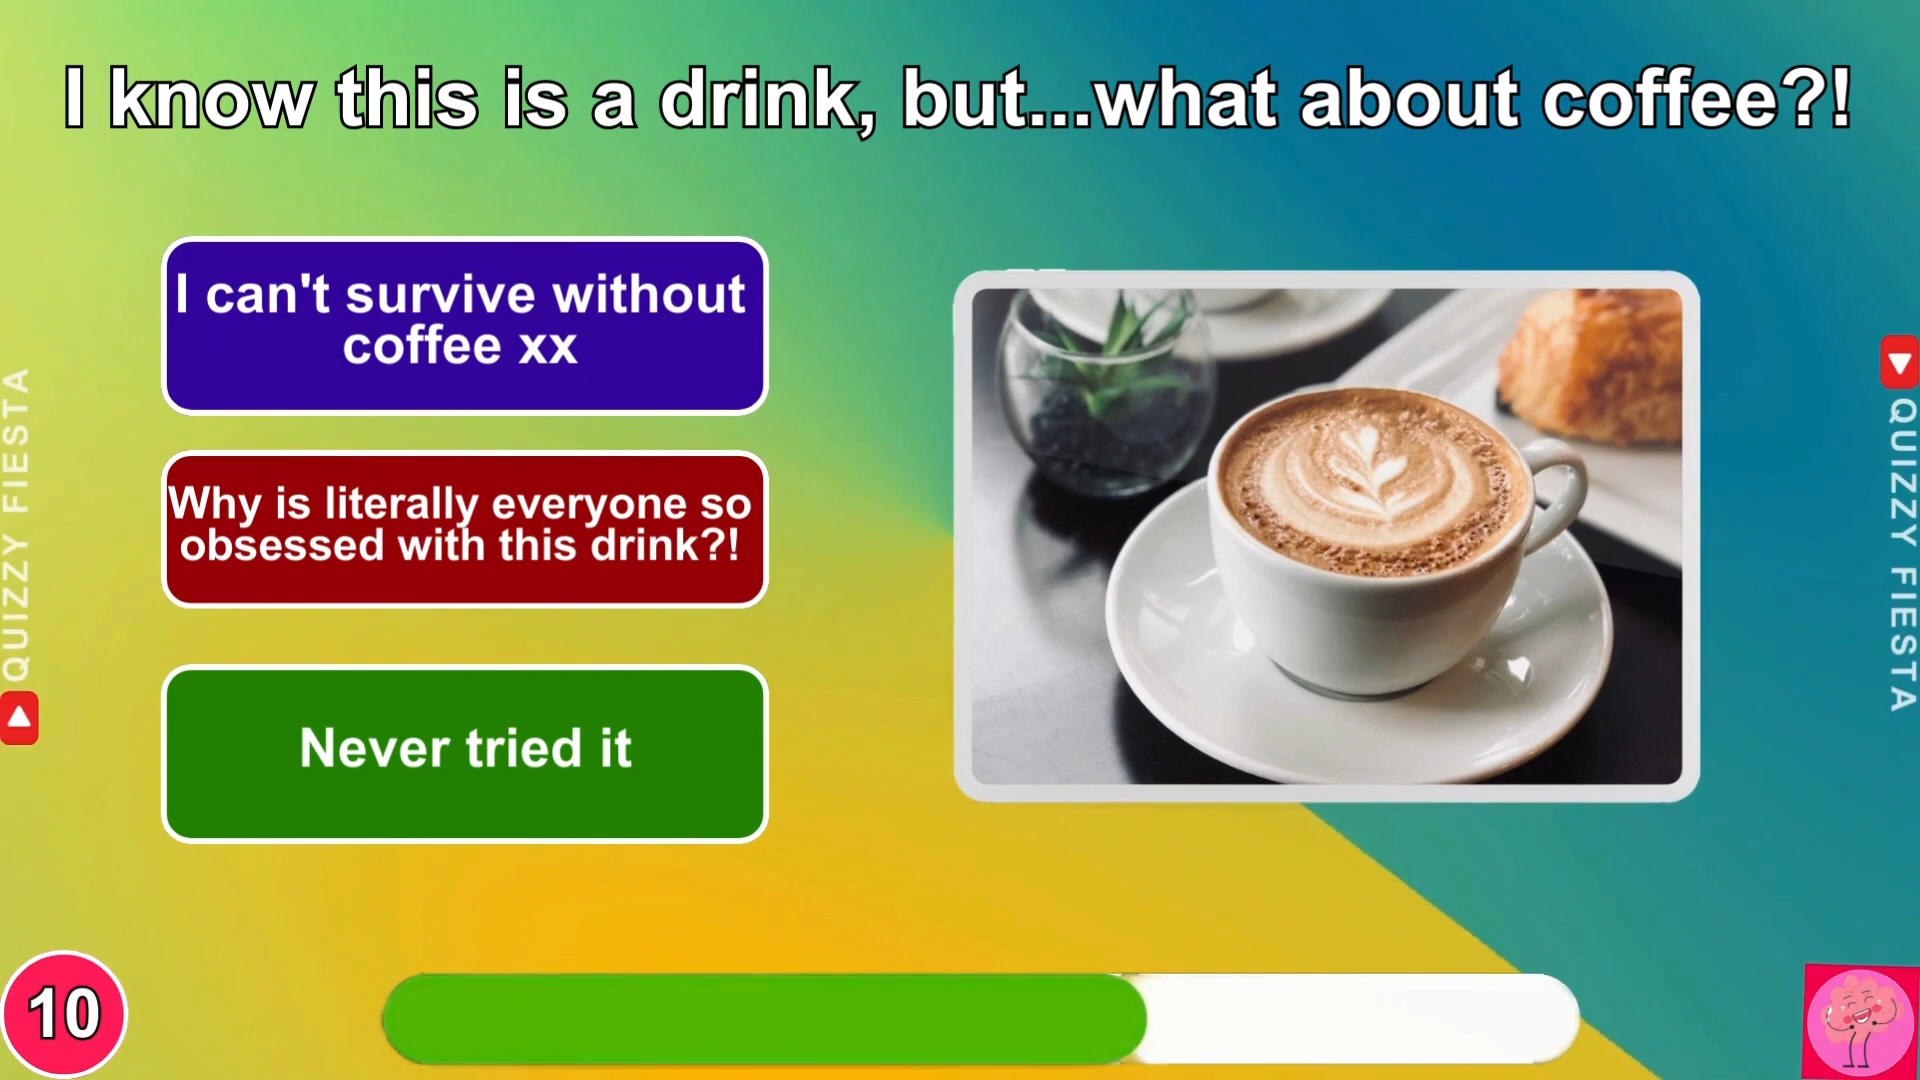 I know this is a drink, but...what about coffee?!
I can't survive without
coffee xx
Why is literally everyone so
obsessed with this drink?!
Never tried it
QUIZZY FIESTA
QUIZZY FIESTA
10